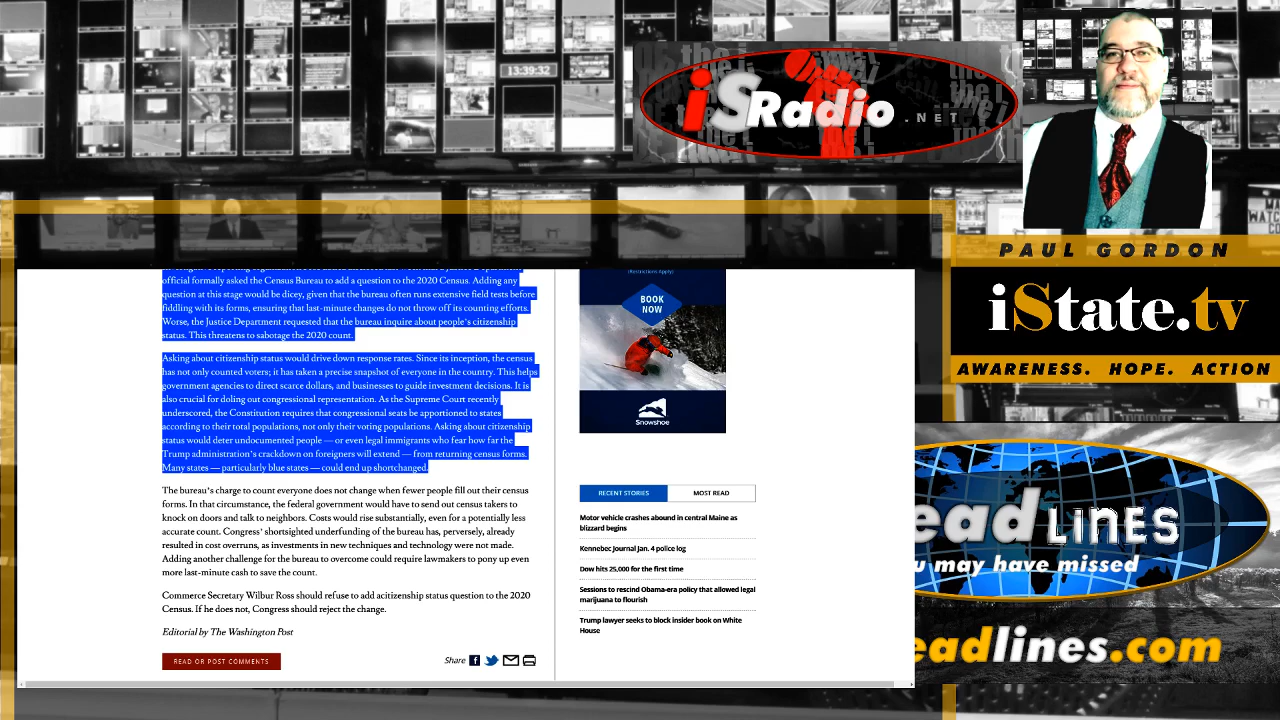 13:39:32
iSRadio
.NET
PAUL GORDON
iState.tv
AWARENESS. HOPE. ACTION
official formally asked the Census Bureau to add a question to the 2020 Census. Adding any
question at this stage would be dicey, given that the bureau often runs extensive field tests before
fiddling with its forms, ensuring that last-minute changes do not throw off its counting efforts.
Worse, the Justice Department requested that the bureau inquire about people's citizenship
status. This threatens to sabotage the 2020 count.
Asking about citizenship status would drive down response rates. Since its inception, the census
has not only counted voters; it has taken a precise snapshot of everyone in the country. This helps
government agencies to direct scarce dollars, and businesses to guide investment decisions. It is
also crucial for doling out congressional representation. As the Supreme Court recently
underscored, the Constitution requires that congressional seats be apportioned to states
according to their total populations, not only their voting populations. Asking about citizenship
status would deter undocumented people — or even legal immigrants who fear how far the
Trump administration's crackdown on foreigners will extend — from returning census forms.
Many states — particularly blue states — could end up shortchanged.
The bureau's charge to count everyone does not change when fewer people fill out their census
forms. In that circumstance, the federal government would have to send out census takers to
knock on doors and talk to neighbors. Costs would rise substantially, even for a potentially less
accurate count. Congress' shortsighted underfunding of the bureau has, perversely, already
resulted in cost overruns, as investments in new techniques and technology were not made.
Adding another challenge for the bureau to overcome could require lawmakers to pony up even
more last-minute cash to save the count.
Commerce Secretary Wilbur Ross should refuse to add acitizenship status question to the 2020
Census. If he does not, Congress should reject the change.
Editorial by The Washington Post
READ OR POST COMMENTS
Share
(Restrictions Apply)
BOOK
NOW
Snowshoe
RECENT STORIES
MOST READ
Motor vehicle crashes abound in central Maine as
blizzard begins
Kennebec Journal Jan. 4 police log
Dow hits 25,000 for the first time
Sessions to rescind Obama-era policy that allowed legal
marijuana to flourish
Trump lawyer seeks to block insider book on White
House
ead LINES
u may have missed
eadlines.com